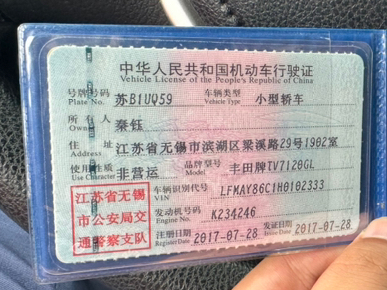 中华人民共和国机动车行驶证
Vehicle License of the People's Republic of China
号牌号码 Plate No. 苏B1U059 车辆类型 Vehicle Type 小型轿车
所有人 Owner 秦钰
住址 Address 江苏省无锡市滨湖区梁溪路29号1902室
使用性质 Use Character 非营运 品牌型号 Model 丰田牌TV7120GL
车辆识别代号 VIN LFMAY86C1H0102333
发动机号码 Engine No. K234246
注册日期 Register Date 2017-07-28 发证日期 Issue Date 2017-07-28
江苏省无锡
市公安局交
通警察支队